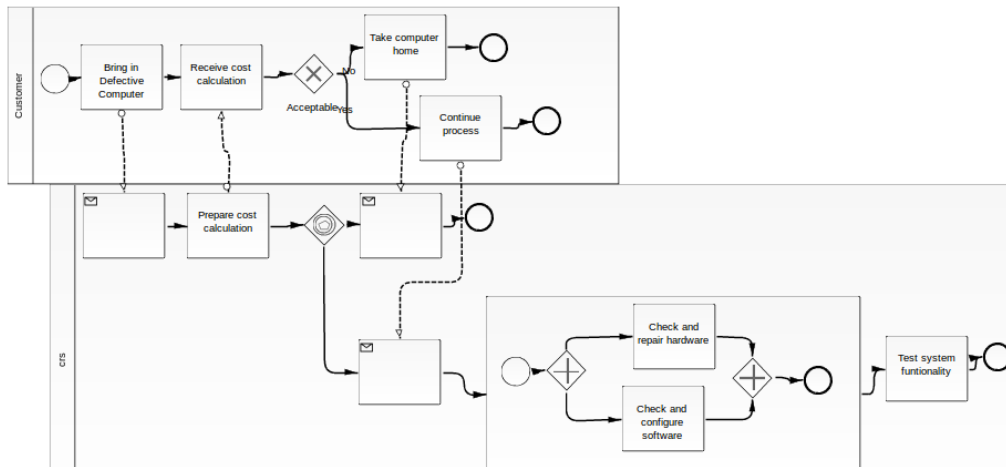 Customer
Bring in
Defective
Computer
Receive cost
calculation
Acceptable
No
Yes
Take computer
home
Continue
process
crs
Prepare cost
calculation
Check and
repair hardware
Check and
configure
software
Test system
funtionality